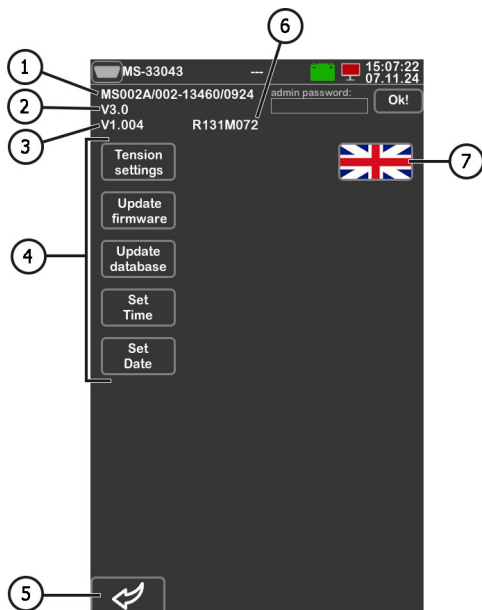 6
MS-33043 --- 15:07:22
07.11.24
1
MS002A/002-13460/0924 admin password: Ok!
2
V3.0
3
V1.004 R131M072
Tension
settings
7
Update
firmware
4
Update
database
Set
Time
Set
Date
5